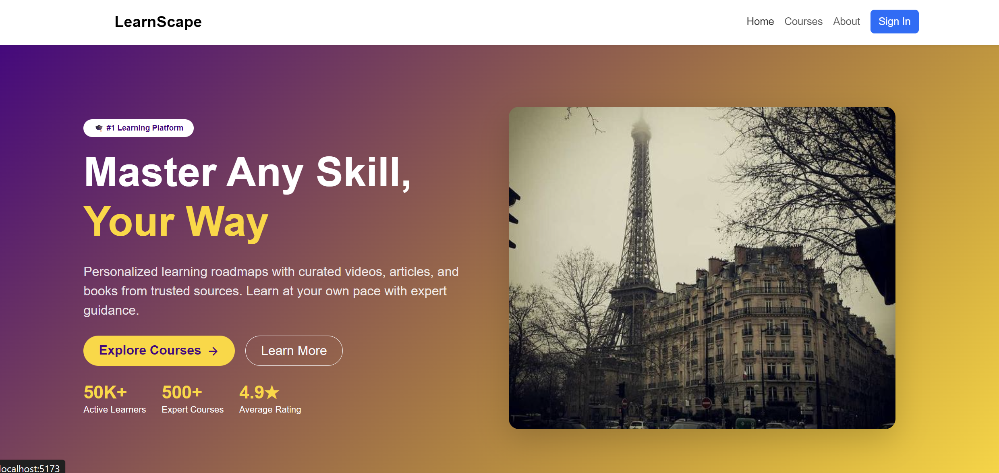 LearnScape
Home Courses About Sign In
#1 Learning Platform
Master Any Skill,
Your Way
Personalized learning roadmaps with curated videos, articles, and
books from trusted sources. Learn at your own pace with expert
guidance.
Explore Courses →
Learn More
50K+ 500+ 4.9★
Active Learners Expert Courses Average Rating
localhost:5173